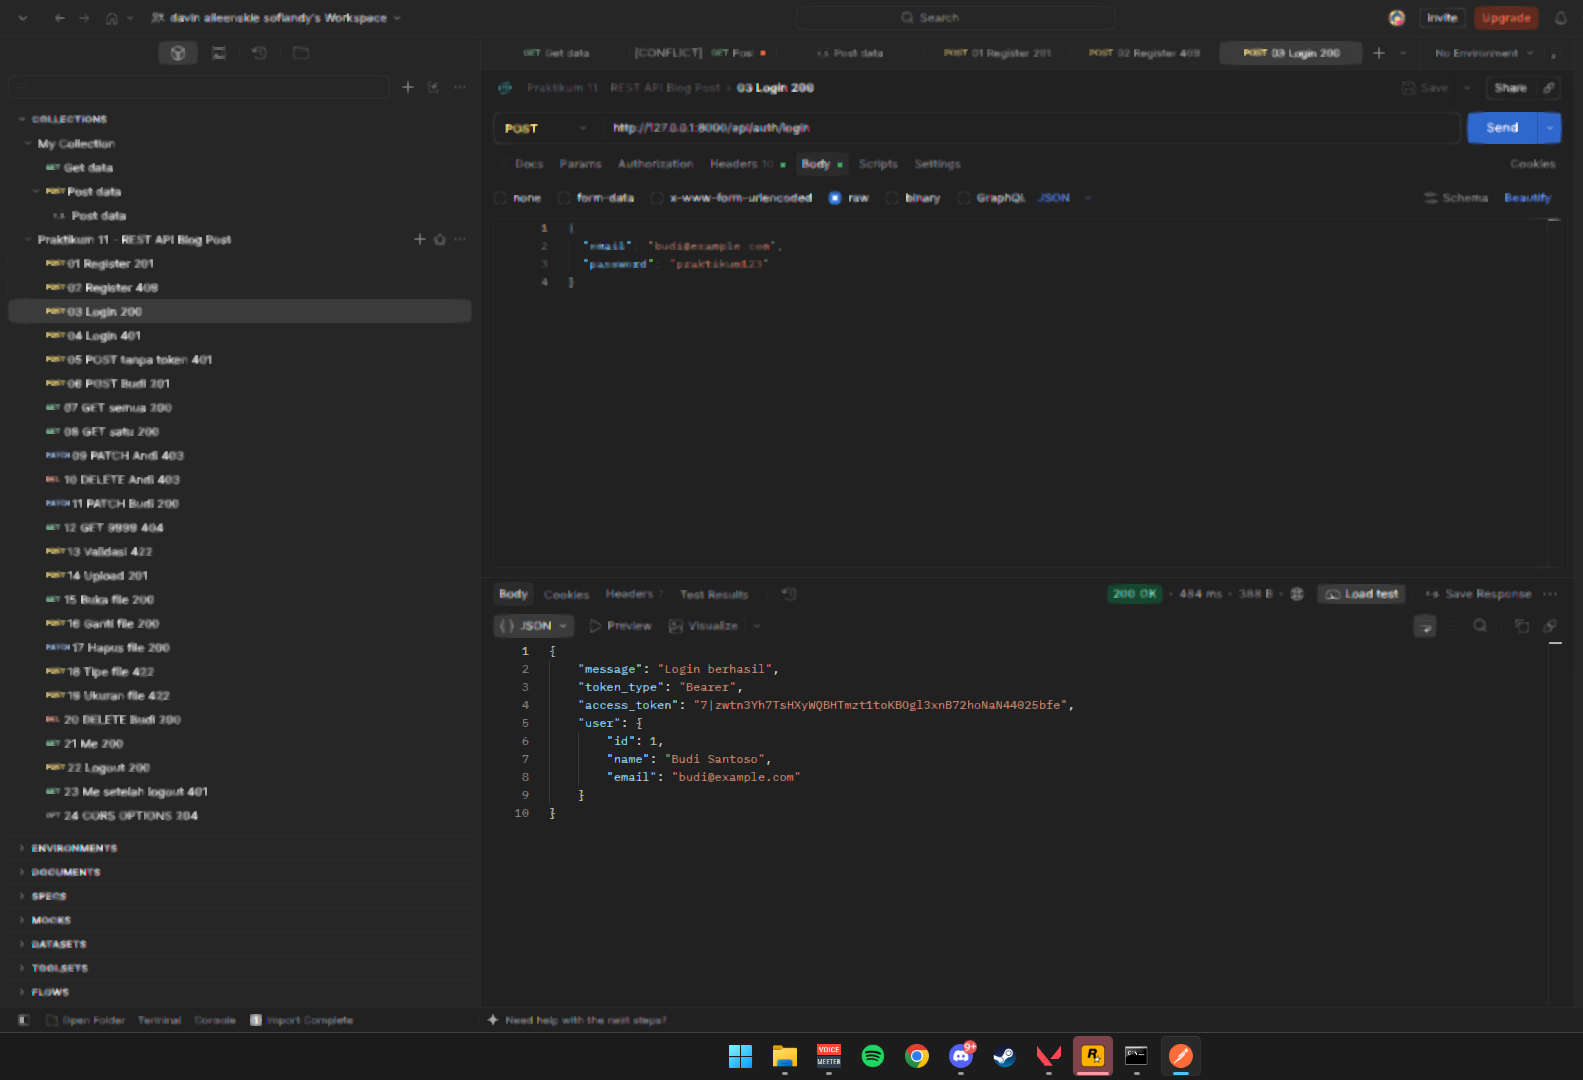 davin alleenskie sofiandy's Workspace
Search
Invite
Upgrade
GET Get data
[CONFLICT] GET Post
Post data
POST 01 Register 201
POST 02 Register 409
POST 03 Login 200
No Environment
Praktikum 11 - REST API Blog Post › 03 Login 200
Save
Share
COLLECTIONS
My Collection
GET Get data
POST Post data
Post data
Praktikum 11 - REST API Blog Post
POST 01 Register 201
POST 02 Register 409
POST 03 Login 200
POST 04 Login 401
POST 05 POST tanpa token 401
POST 06 POST Budi 201
GET 07 GET semua 200
GET 08 GET satu 200
PATCH 09 PATCH Andi 403
DEL 10 DELETE Andi 403
PATCH 11 PATCH Budi 200
GET 12 GET 9999 404
POST 13 Validasi 422
POST 14 Upload 201
GET 15 Buka file 200
POST 16 Ganti file 200
PATCH 17 Hapus file 200
POST 18 Tipe file 422
POST 19 Ukuran file 422
DEL 20 DELETE Budi 200
GET 21 Me 200
POST 22 Logout 200
GET 23 Me setelah logout 401
OPT 24 CORS OPTIONS 204
ENVIRONMENTS
DOCUMENTS
SPECS
MOCKS
DATASETS
TOOLSETS
FLOWS
POST
http://127.0.0.1:8000/api/auth/login
Send
Docs Params Authorization Headers 10 Body Scripts Settings
Cookies
none form-data x-www-form-urlencoded raw binary GraphQL JSON
Schema Beautify
1 {
2 "email": "budi@example.com",
3 "password": "praktikum123"
4 }
Body Cookies Headers 7 Test Results
200 OK • 484 ms • 388 B •
Load test
e.g. Save Response
{ } JSON
Preview
Visualize
1 {
2 "message": "Login berhasil",
3 "token_type": "Bearer",
4 "access_token": "7|zwtn3Yh7TsHXyWQBHTmzt1toKBOgl3xnB72hoNaN44025bfe",
5 "user": {
6 "id": 1,
7 "name": "Budi Santoso",
8 "email": "budi@example.com"
9 }
10 }
Open Folder Terminal Console 1 Import Complete
Need help with the next steps?
VOICE
MEETER
9+